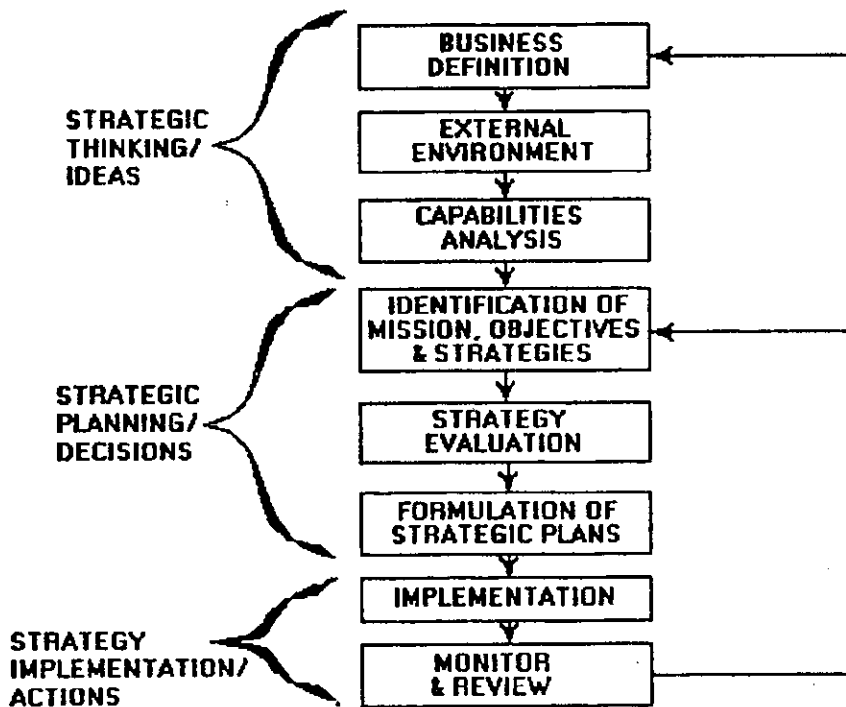 BUSINESS
DEFINITION
STRATEGIC
THINKING/
IDEAS
EXTERNAL
ENVIRONMENT
CAPABILITIES
ANALYSIS
IDENTIFICATION OF
MISSION, OBJECTIVES
& STRATEGIES
STRATEGIC
PLANNING/
DECISIONS
STRATEGY
EVALUATION
FORMULATION OF
STRATEGIC PLANS
IMPLEMENTATION
STRATEGY
IMPLEMENTATION/
ACTIONS
MONITOR
& REVIEW